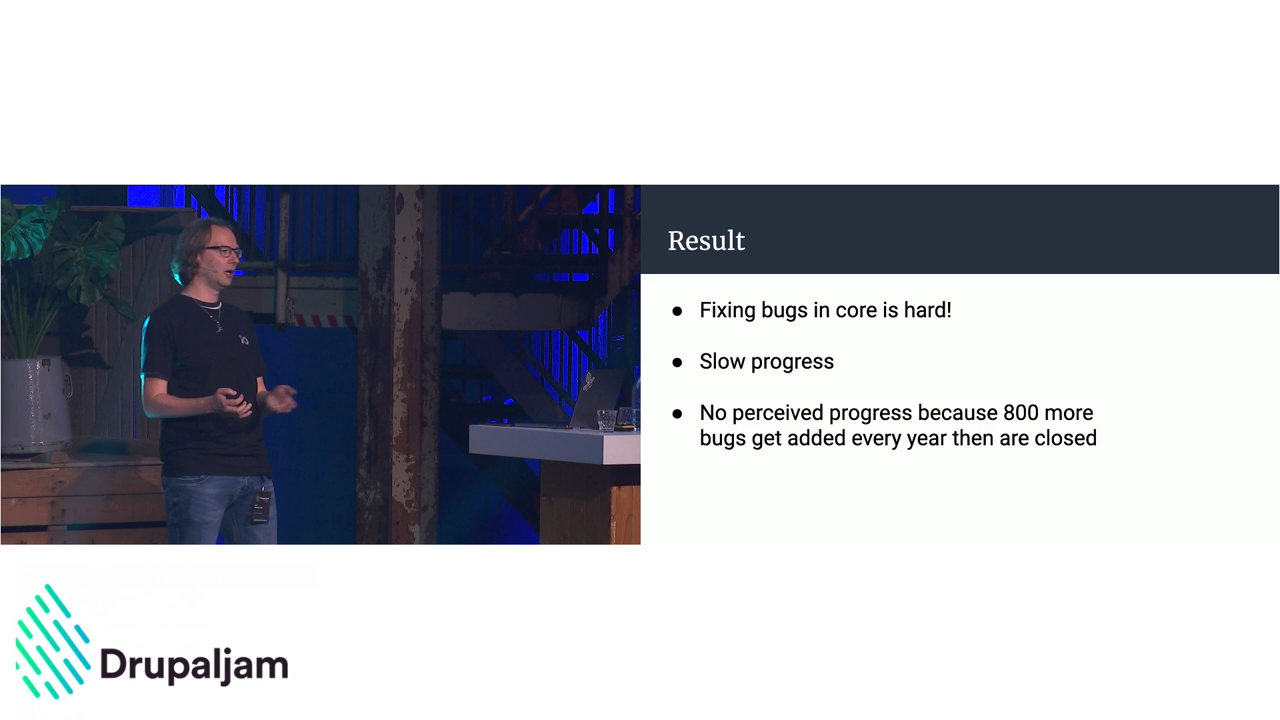 Result
● Fixing bugs in core is hard!
● Slow progress
● No perceived progress because 800 more
bugs get added every year then are closed
Drupaljam